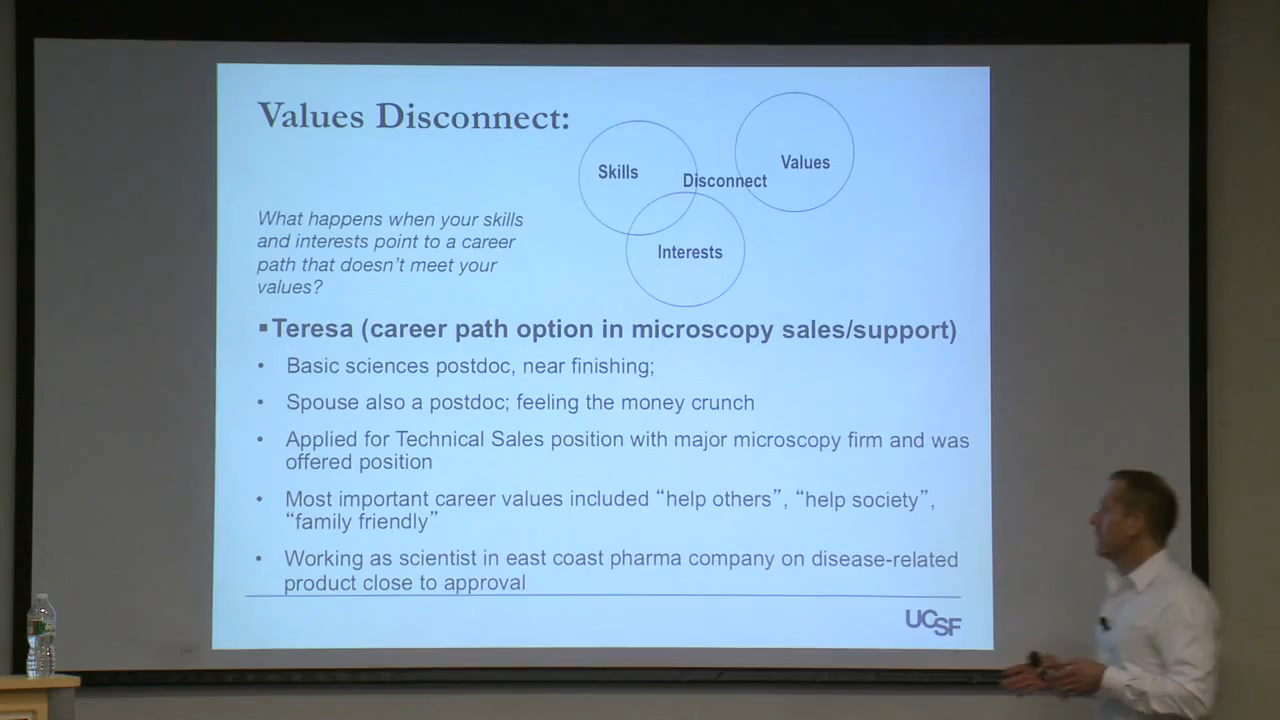 Values Disconnect:
Skills
Disconnect
Values
Interests
What happens when your skills
and interests point to a career
path that doesn't meet your
values?
▪ Teresa (career path option in microscopy sales/support)
• Basic sciences postdoc, near finishing;
• Spouse also a postdoc; feeling the money crunch
• Applied for Technical Sales position with major microscopy firm and was
offered position
• Most important career values included “help others”, “help society”,
“family friendly”
• Working as scientist in east coast pharma company on disease-related
product close to approval
UCSF